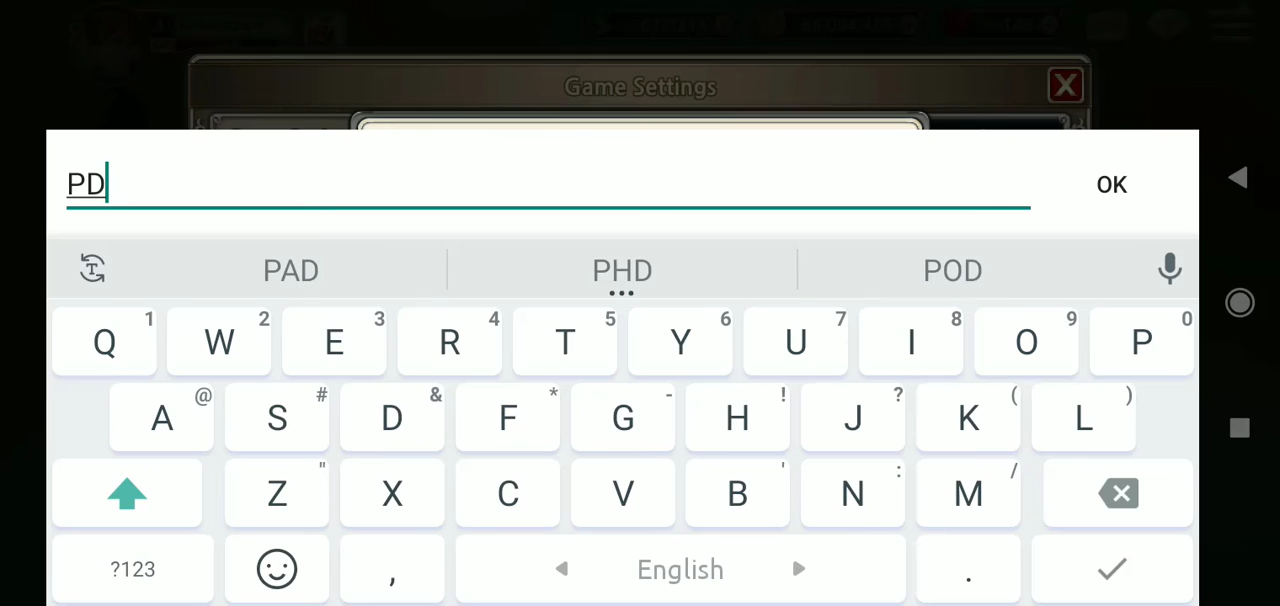 Game Settings
X
PD
OK
PAD PHD POD
Q 1 W 2 E 3 R 4 T 5 Y 6 U 7 I 8 O 9 P 0
A @ S # D & F * G - H ! J ? K ( L )
Z " X C V B ' N : M /
?123 , English .